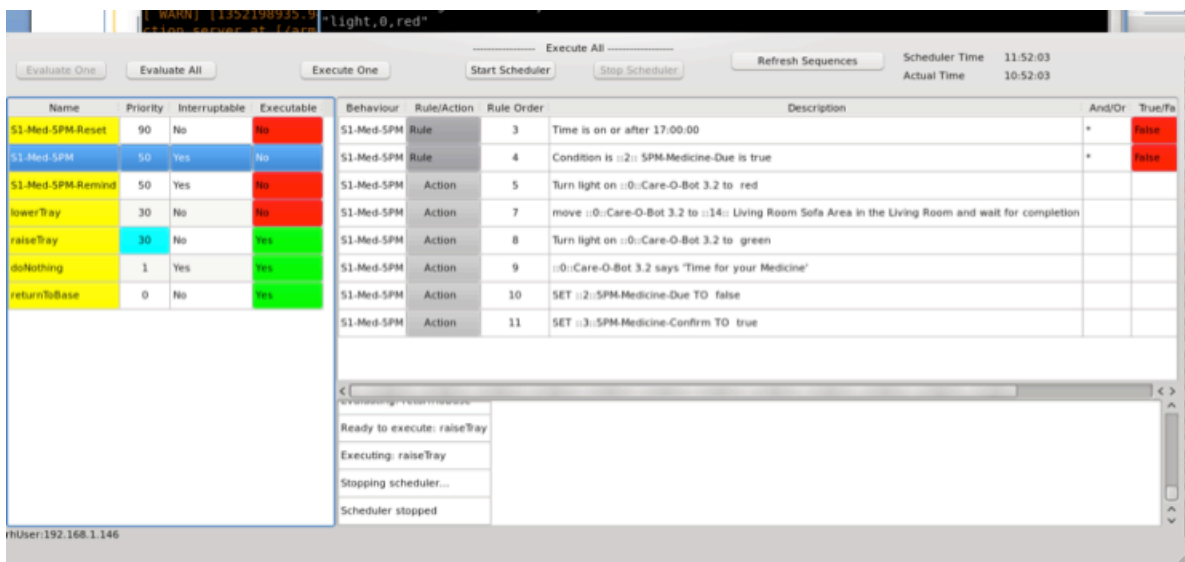 [ WARN] [1352198935.9
"light,0,red"
ction server at [/arm
Execute All
Evaluate One Evaluate All Execute One Start Scheduler Stop Scheduler Refresh Sequences Scheduler Time 11:52:03
Actual Time 10:52:03
Name Priority Interruptable Executable
S1-Med-5PM-Reset 90 No No
S1-Med-5PM 50 Yes No
S1-Med-5PM-Remind 50 Yes No
lowerTray 30 No No
raiseTray 30 No Yes
doNothing 1 Yes Yes
returnToBase 0 No Yes
Behaviour Rule/Action Rule Order Description And/Or True/Fa
S1-Med-5PM Rule 3 Time is on or after 17:00:00 * False
S1-Med-5PM Rule 4 Condition is ::2:: 5PM-Medicine-Due is true * False
S1-Med-5PM Action 5 Turn light on ::0::Care-O-Bot 3.2 to red
S1-Med-5PM Action 7 move ::0::Care-O-Bot 3.2 to ::14:: Living Room Sofa Area in the Living Room and wait for completion
S1-Med-5PM Action 8 Turn light on ::0::Care-O-Bot 3.2 to green
S1-Med-5PM Action 9 ::0::Care-O-Bot 3.2 says 'Time for your Medicine'
S1-Med-5PM Action 10 SET ::2::5PM-Medicine-Due TO false
S1-Med-5PM Action 11 SET ::3::5PM-Medicine-Confirm TO true
Ready to execute: raiseTray
Executing: raiseTray
Stopping scheduler...
Scheduler stopped
rhUser:192.168.1.146